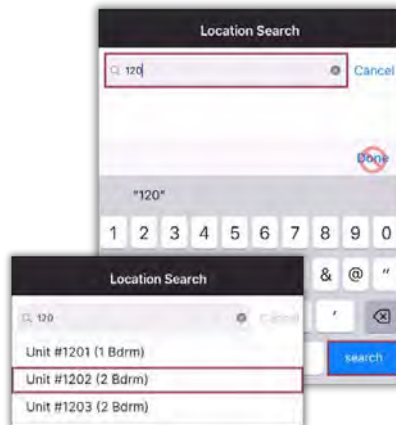 Location Search
120
Cancel
Done
"120"
1 2 3 4 5 6 7 8 9 0
& @ "
'
search
Location Search
120
Cancel
Unit #1201 (1 Bdrm)
Unit #1202 (2 Bdrm)
Unit #1203 (2 Bdrm)